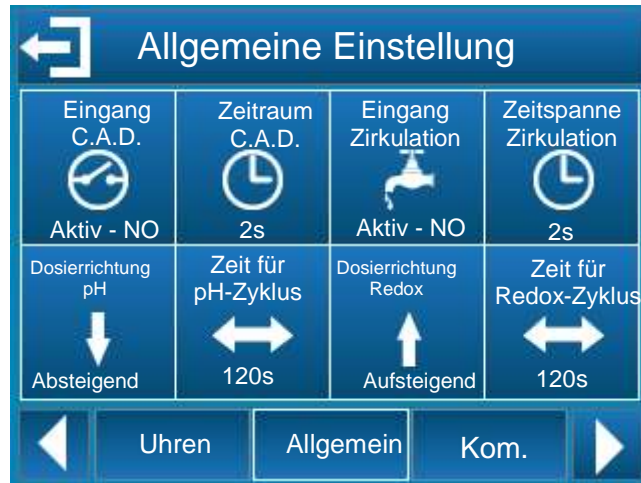 Allgemeine Einstellung
Eingang
C.A.D.
Aktiv - NO
Zeitraum
C.A.D.
2s
Eingang
Zirkulation
Aktiv - NO
Zeitspanne
Zirkulation
2s
Dosierrichtung
pH
Absteigend
Zeit für
pH-Zyklus
120s
Dosierrichtung
Redox
Aufsteigend
Zeit für
Redox-Zyklus
120s
Uhren
Allgemein
Kom.